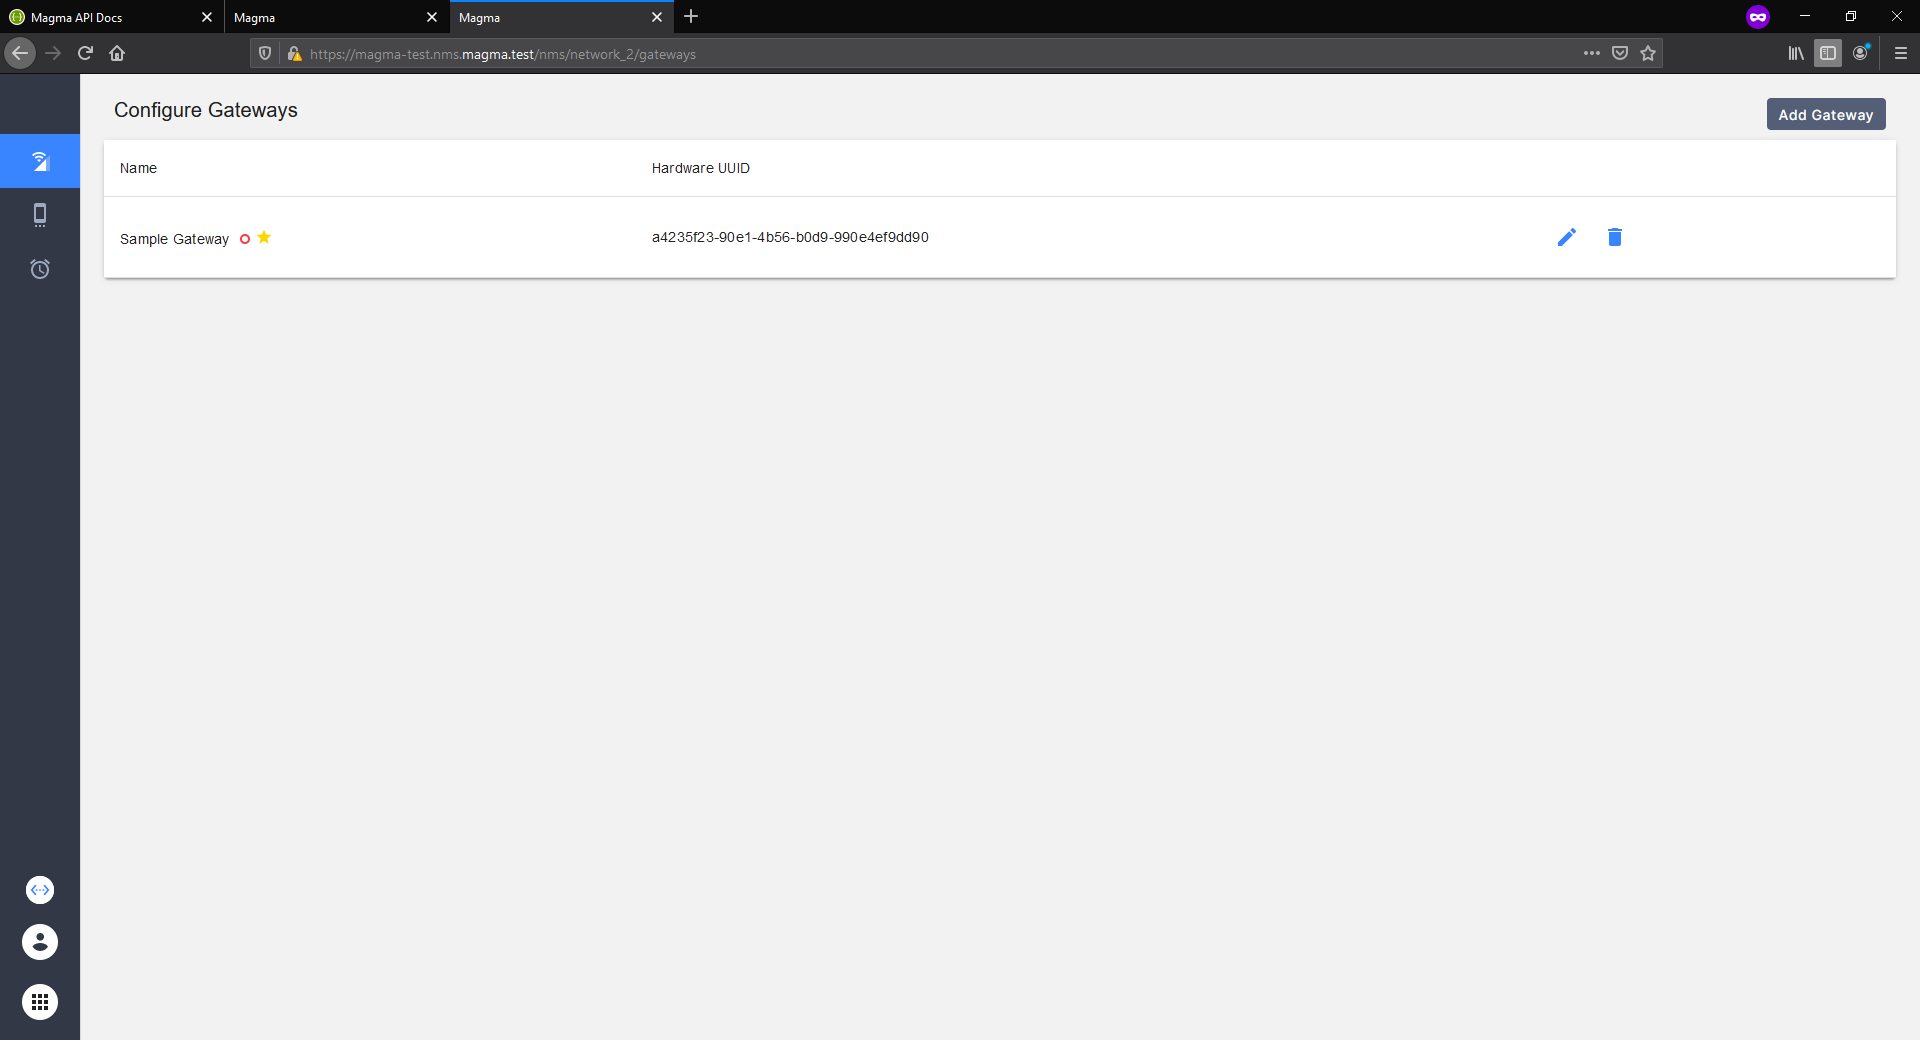 Magma API Docs
Magma
Magma
https://magma-test.nms.magma.test/nms/network_2/gateways
Configure Gateways
Add Gateway
Name
Hardware UUID
Sample Gateway
a4235f23-90e1-4b56-b0d9-990e4ef9dd90